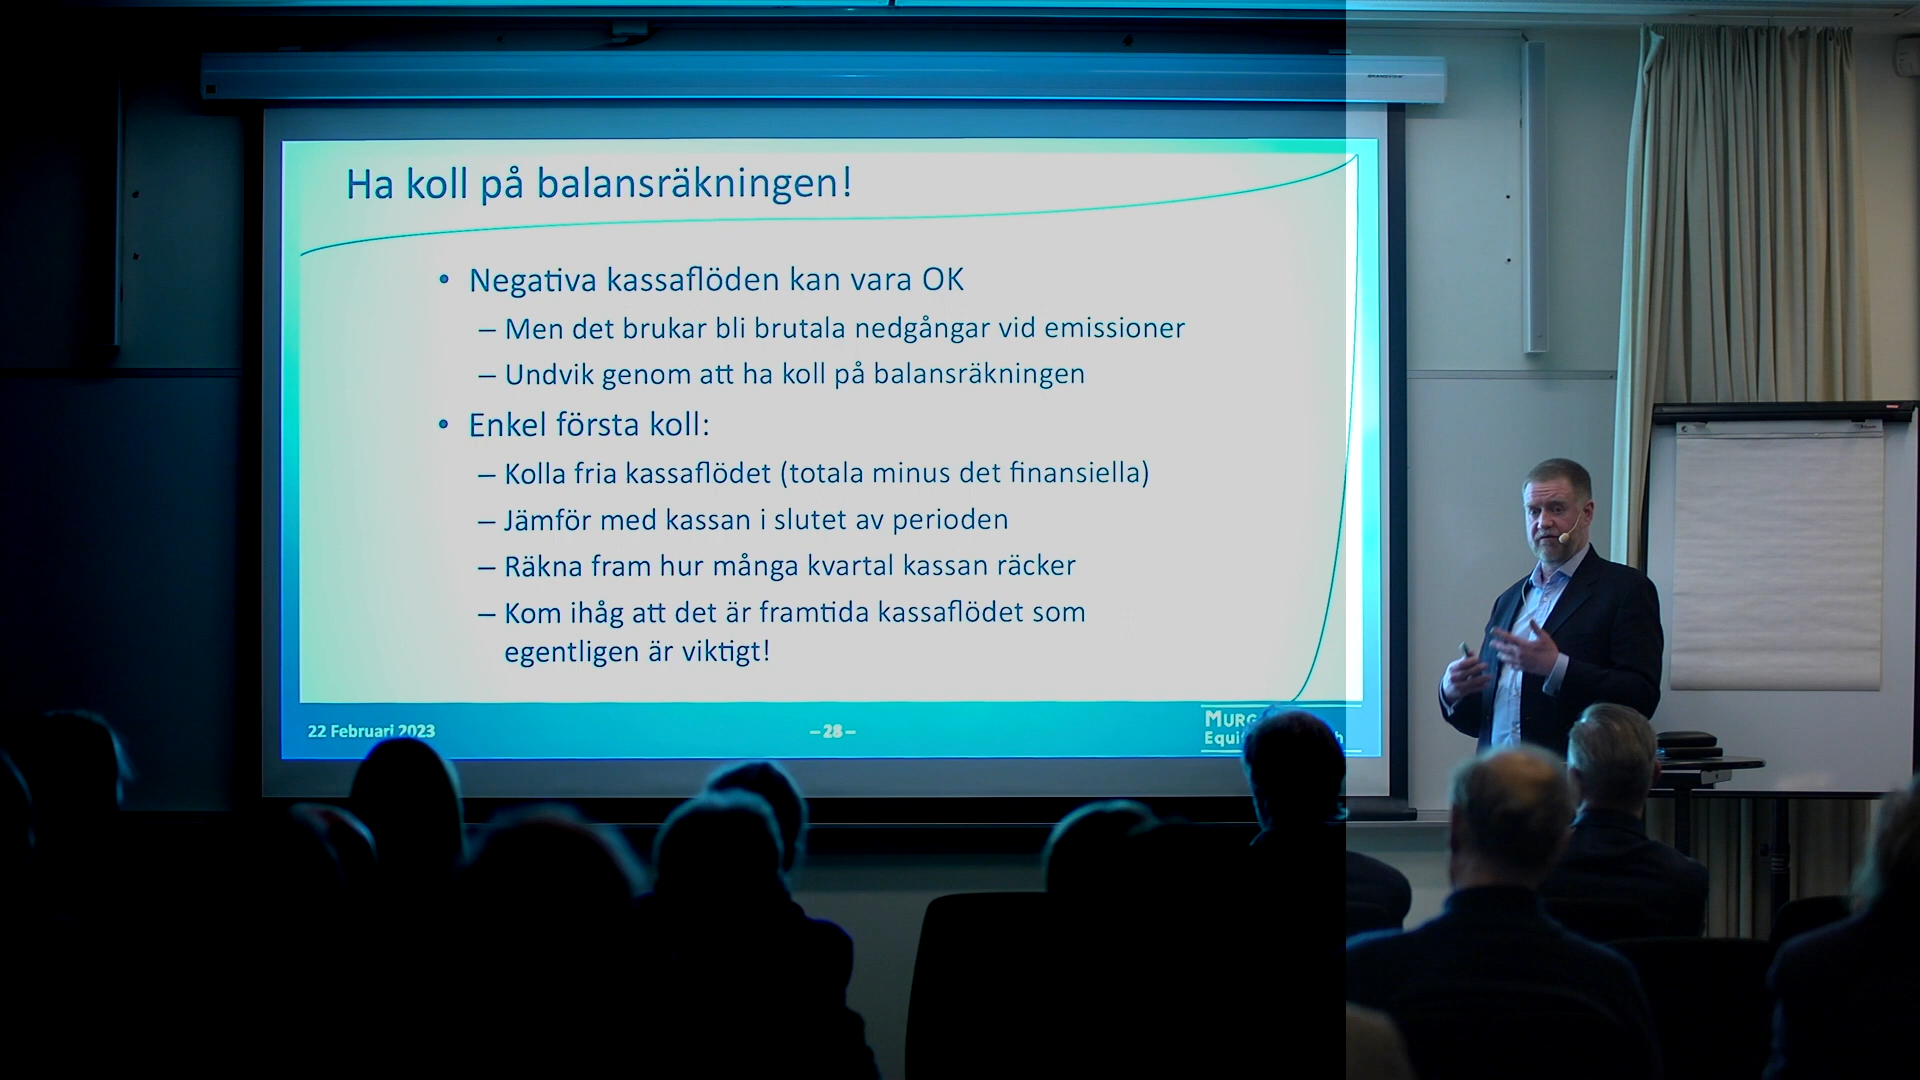 Ha koll på balansräkningen!
• Negativa kassaflöden kan vara OK
– Men det brukar bli brutala nedgångar vid emissioner
– Undvik genom att ha koll på balansräkningen
• Enkel första koll:
– Kolla fria kassaflödet (totala minus det finansiella)
– Jämför med kassan i slutet av perioden
– Räkna fram hur många kvartal kassan räcker
– Kom ihåg att det är framtida kassaflödet som
egentligen är viktigt!
22 Februari 2023
– 28 –